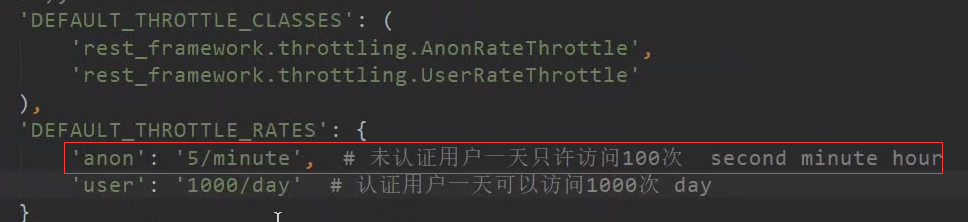 'DEFAULT_THROTTLE_CLASSES': (
'rest_framework.throttling.AnonRateThrottle',
'rest_framework.throttling.UserRateThrottle'
),
'DEFAULT_THROTTLE_RATES': {
'anon': '5/minute', # 未认证用户一天只许访问100次 second minute hour
'user': '1000/day' # 认证用户一天可以访问1000次 day
}